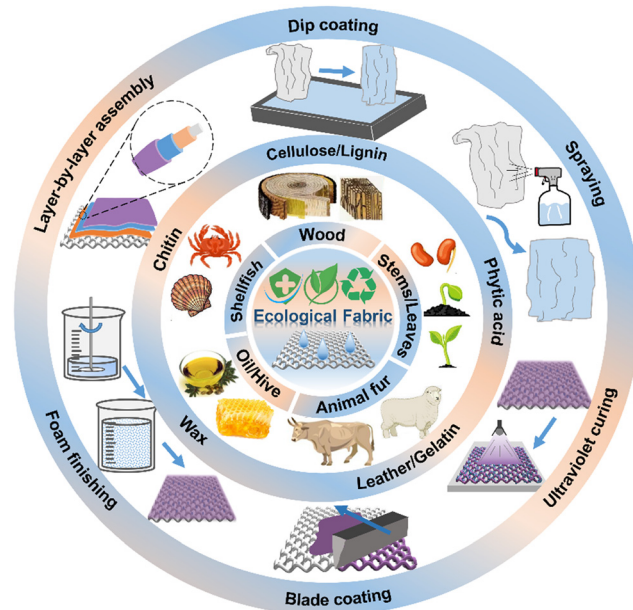 Dip coating
Layer-by-layer assembly
Spraying
Cellulose/Lignin
Chitin
Phytic acid
Wood
Shellfish
Stems/Leaves
Ecological Fabric
Oil/Hive
Animal fur
Wax
Leather/Gelatin
Foam finishing
Ultraviolet curing
Blade coating